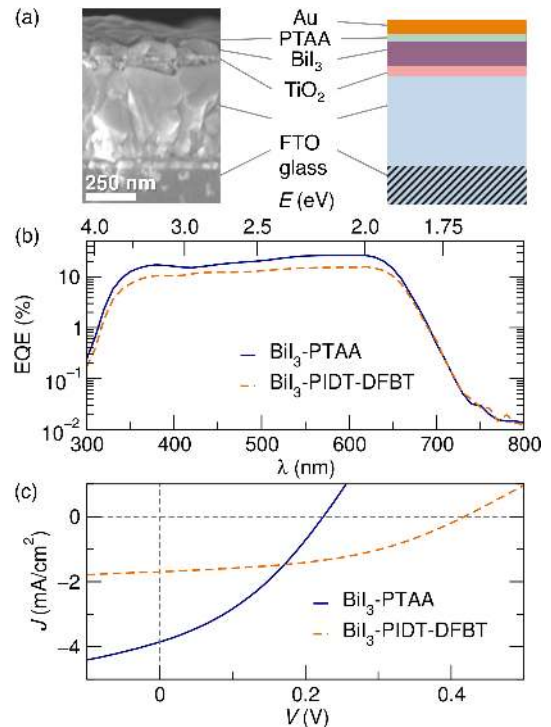 (a)
Au
PTAA
BiI3
TiO2
FTO
glass
250 nm
E (eV)
4.0 3.0 2.5 2.0 1.75
(b)
EQE (%)
10
1
10−1
10−2
BiI3-PTAA
BiI3-PIDT-DFBT
300 400 500 600 700 800
λ (nm)
(c)
J (mA/cm2)
0
−2
−4
BiI3-PTAA
BiI3-PIDT-DFBT
0 0.2 0.4
V (V)